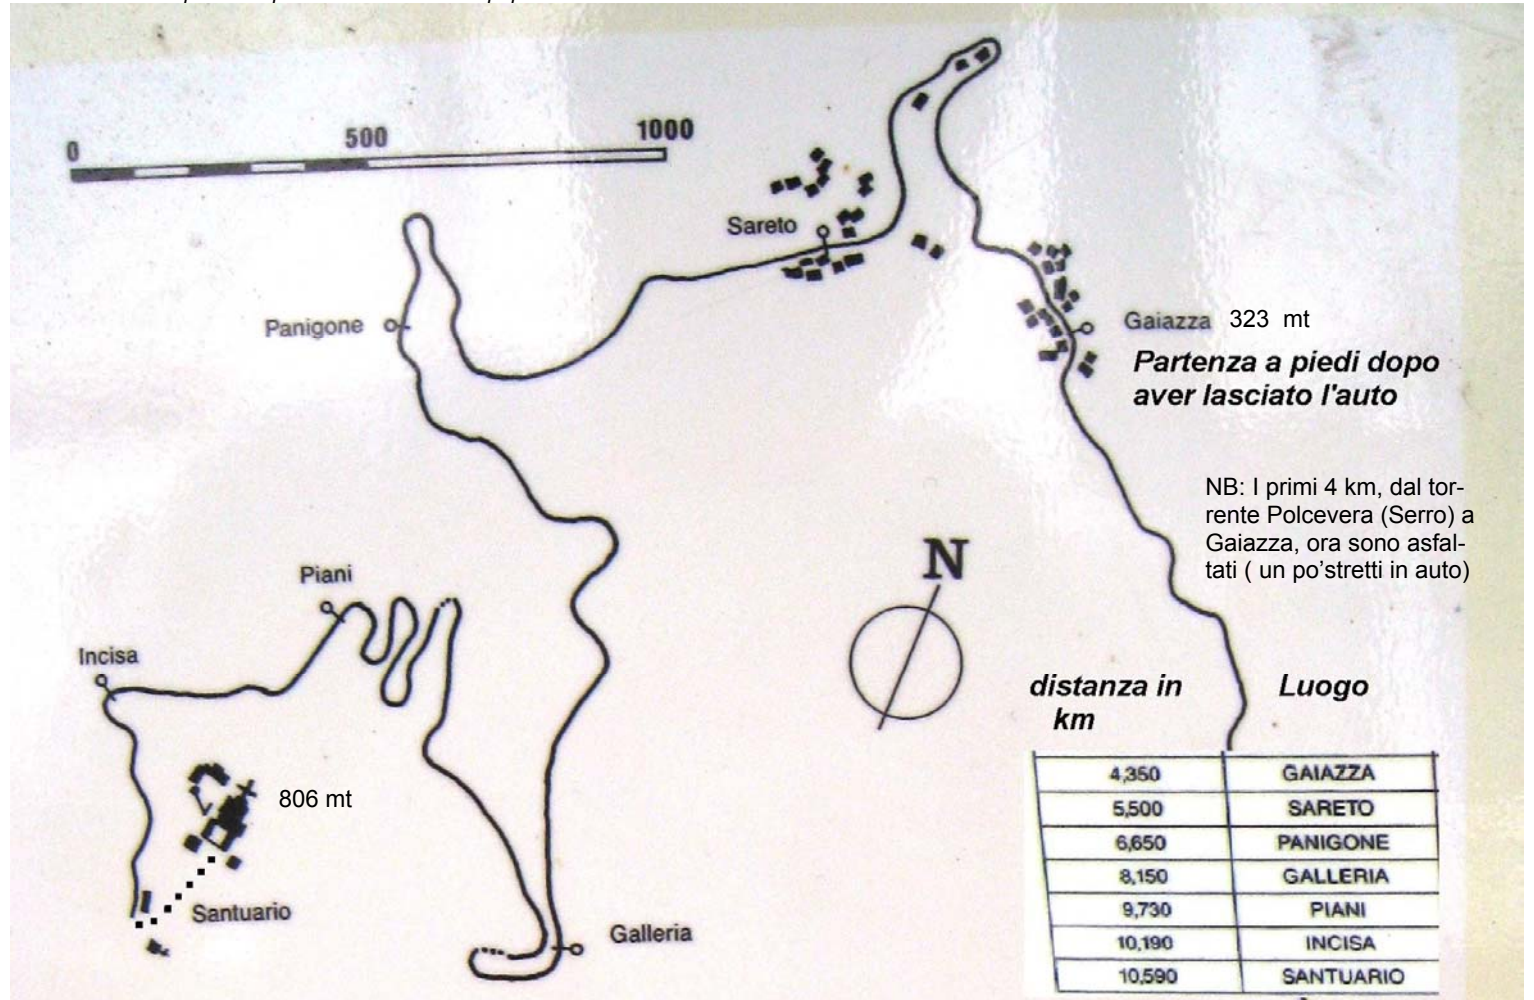 0 500 1000
Sareto
Panigone
Gaiazza 323 mt
Partenza a piedi dopo
aver lasciato l'auto
NB: I primi 4 km, dal tor-
rente Polcevera (Serro) a
Gaiazza, ora sono asfal-
tati ( un po'stretti in auto)
N
Piani
Incisa
806 mt
Santuario
Galleria
distanza in Luogo
km
4,350 GAIAZZA
5,500 SARETO
6,650 PANIGONE
8,150 GALLERIA
9,730 PIANI
10,190 INCISA
10,590 SANTUARIO